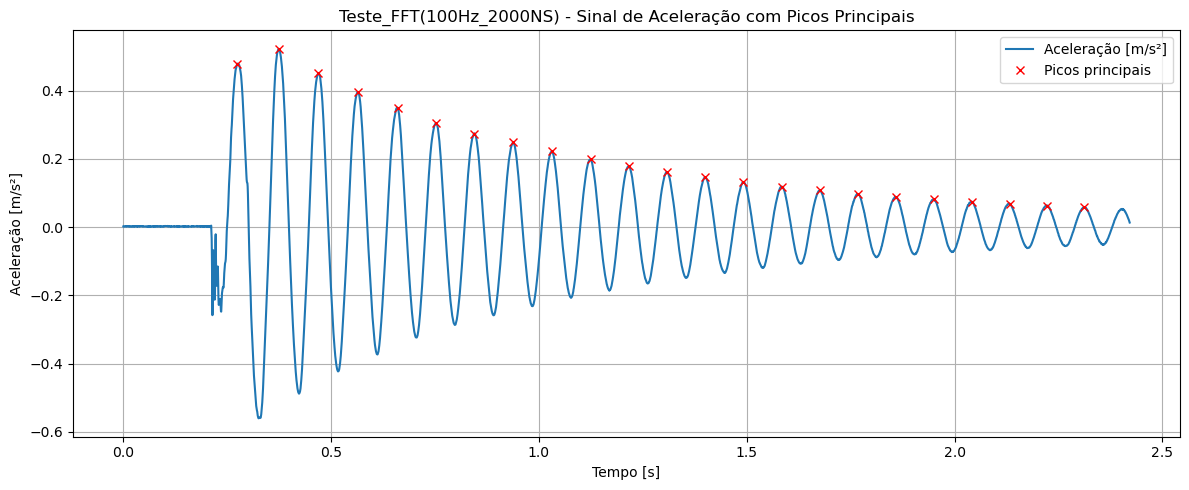 Teste_FFT(100Hz_2000NS) - Sinal de Aceleração com Picos Principais
Aceleração [m/s²]
Picos principais
Aceleração [m/s²]
0.4
0.2
0.0
−0.2
−0.4
−0.6
0.0 0.5 1.0 1.5 2.0 2.5
Tempo [s]